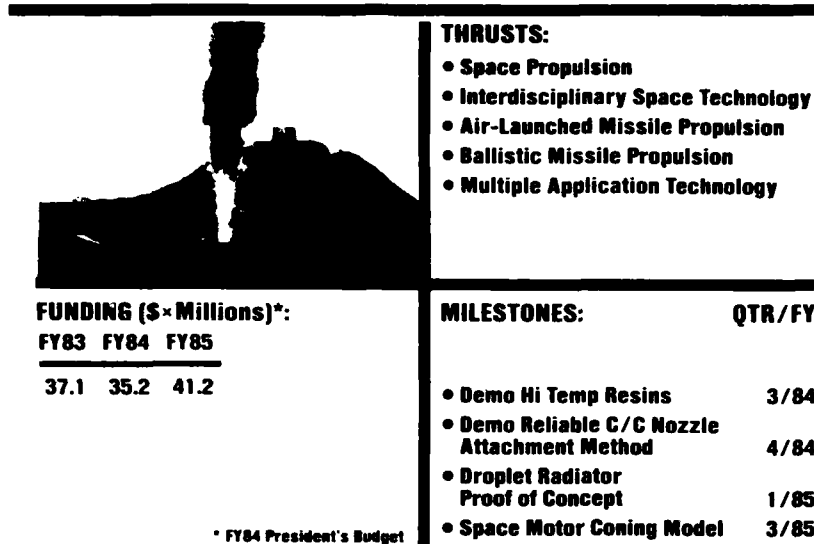 THRUSTS:
• Space Propulsion
• Interdisciplinary Space Technology
• Air-Launched Missile Propulsion
• Ballistic Missile Propulsion
• Multiple Application Technology
FUNDING ($×Millions)*:
FY83 FY84 FY85
37.1 35.2 41.2
* FY84 President's Budget
MILESTONES: QTR/FY
• Demo Hi Temp Resins 3/84
• Demo Reliable C/C Nozzle
Attachment Method 4/84
• Droplet Radiator
Proof of Concept 1/85
• Space Motor Coning Model 3/85